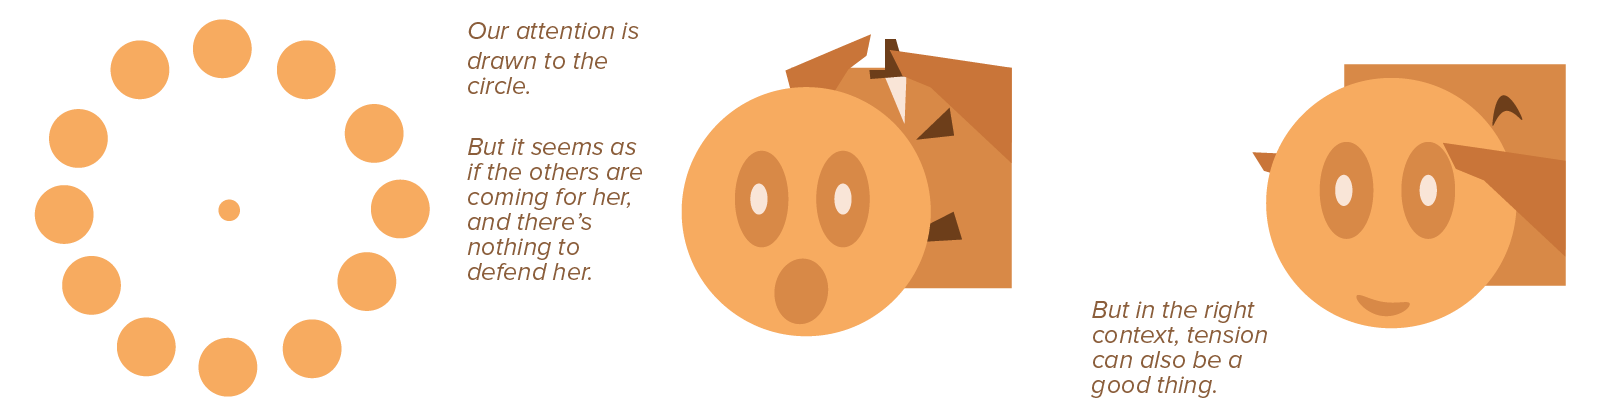 Our attention is
drawn to the
circle.
But it seems as
if the others are
coming for her,
and there’s
nothing to
defend her.
But in the right
context, tension
can also be a
good thing.